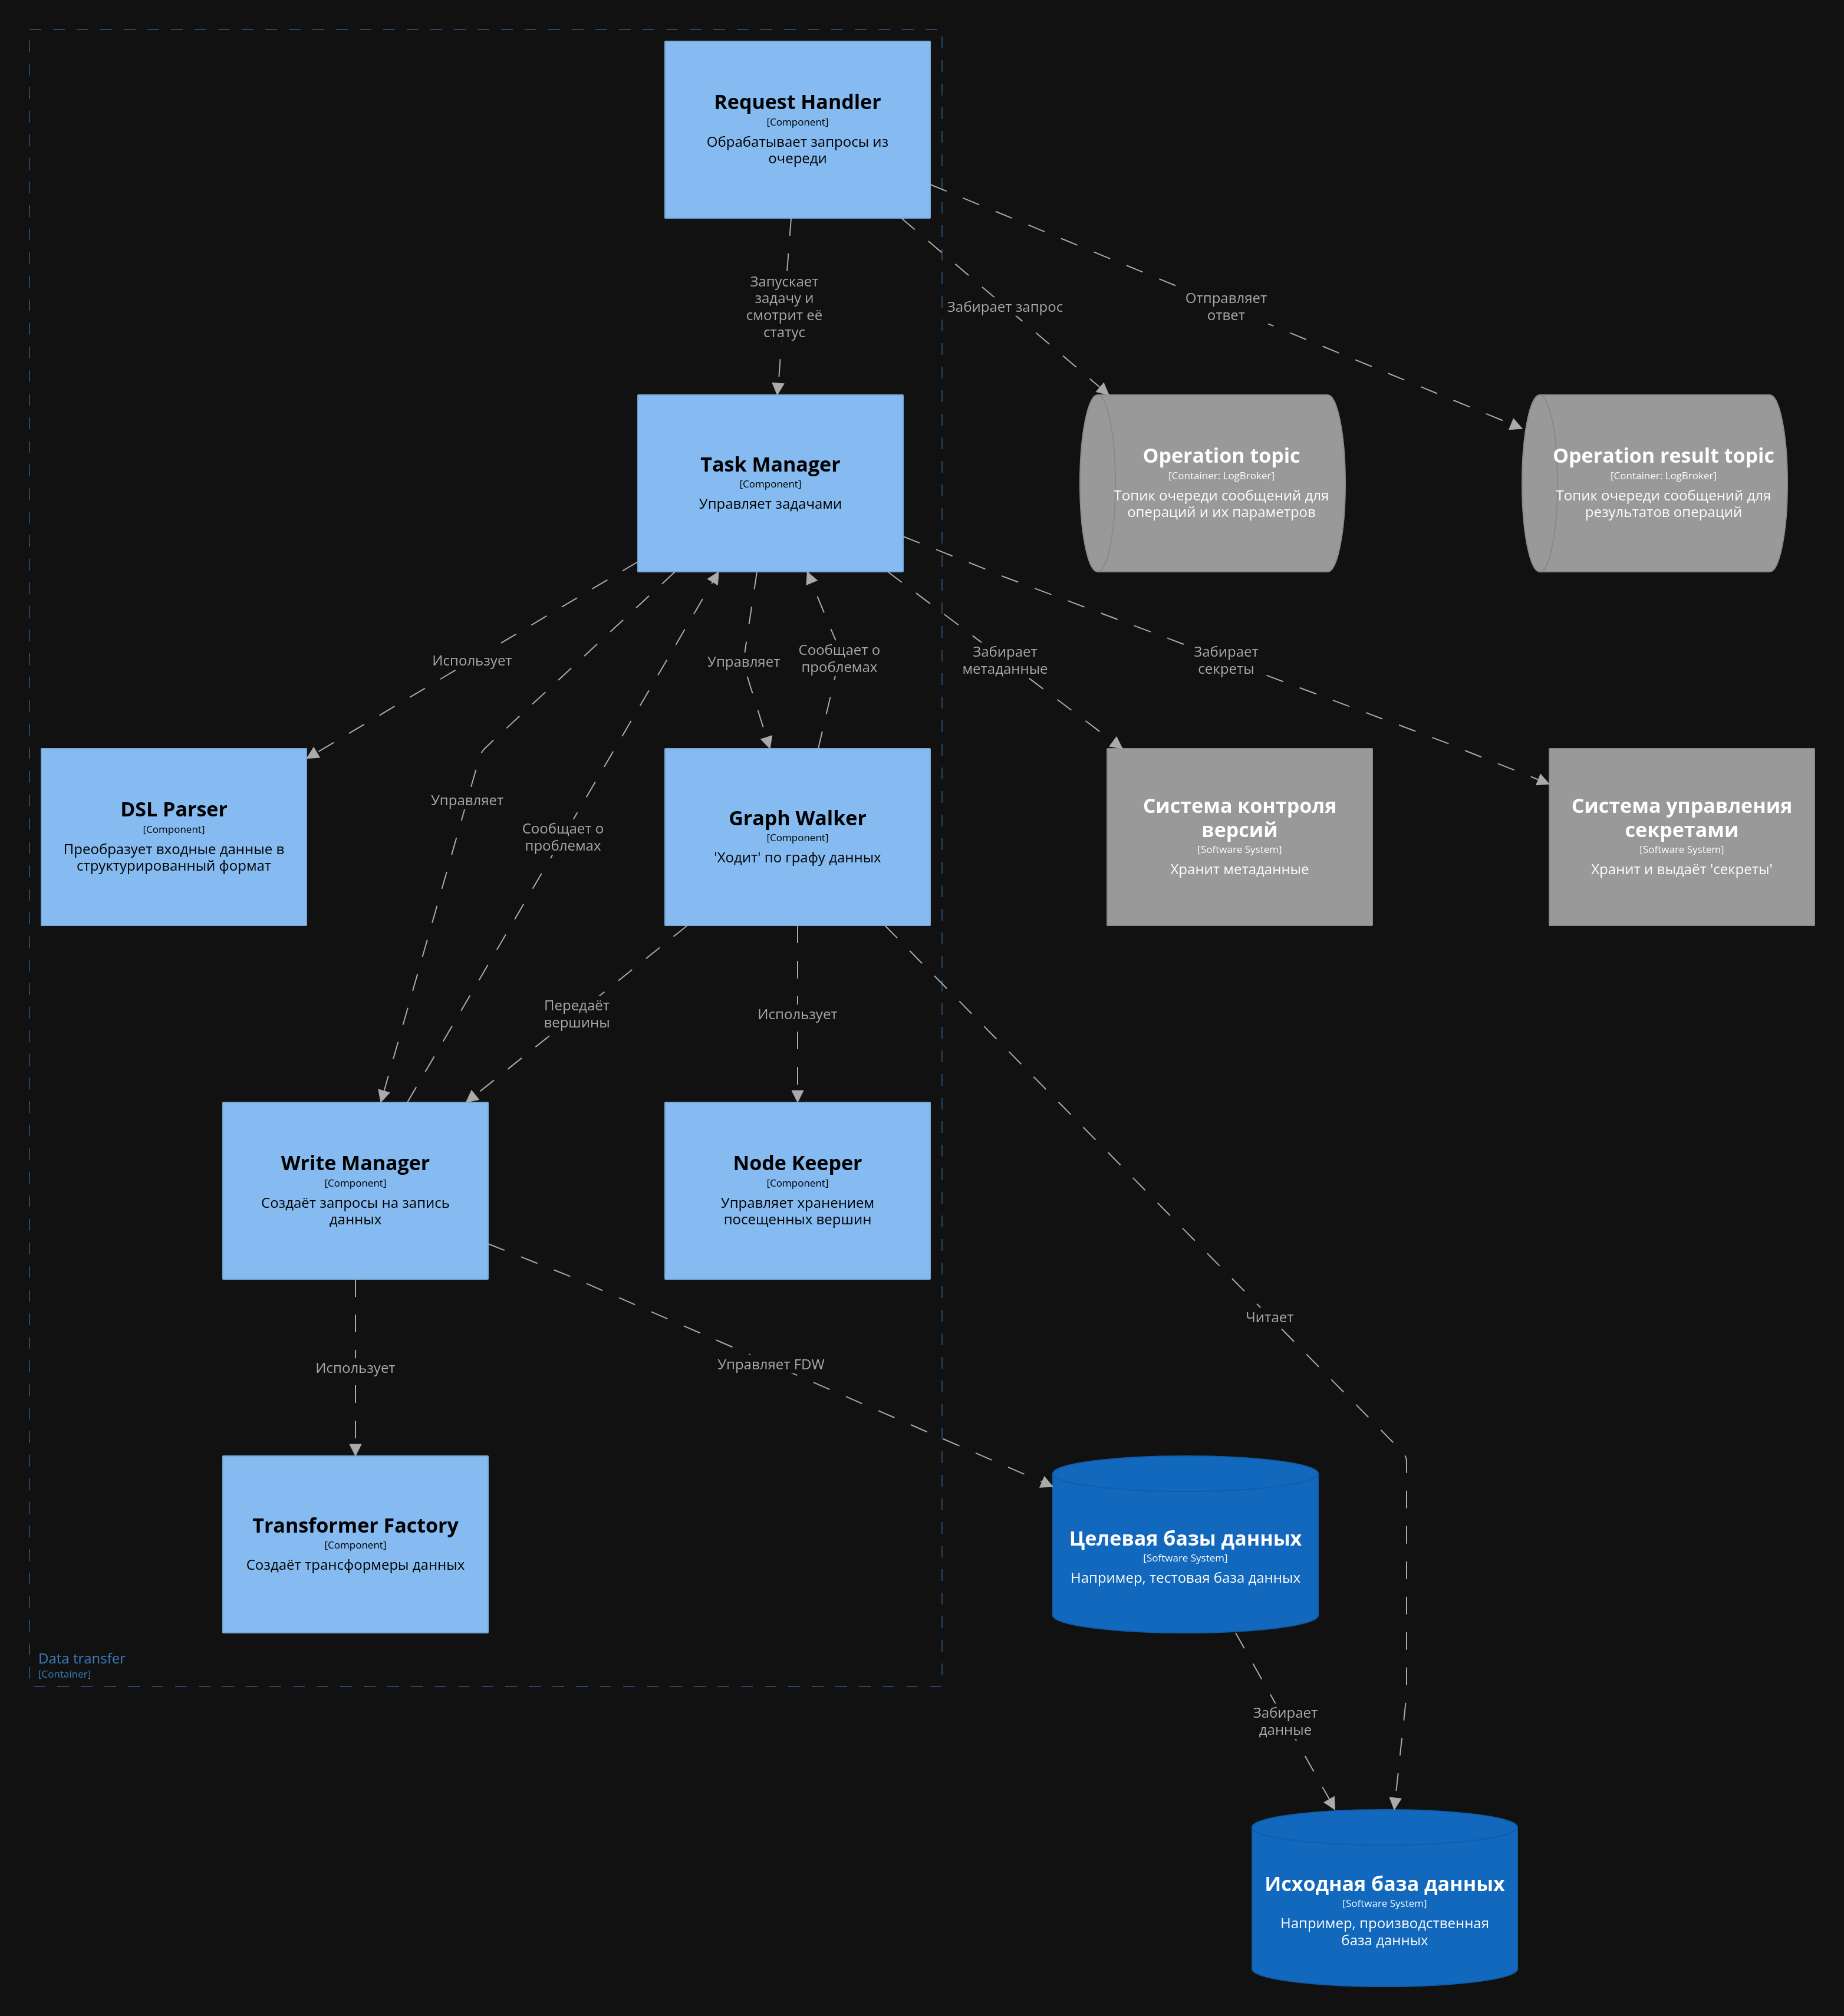 Request Handler
[Component]
Обрабатывает запросы из
очереди
Запускает
задачу и
смотрит её
статус
Забирает запрос
Отправляет
ответ
Task Manager
[Component]
Управляет задачами
Operation topic
[Container: LogBroker]
Топик очереди сообщений для
операций и их параметров
Operation result topic
[Container: LogBroker]
Топик очереди сообщений для
результатов операций
Использует
Управляет
Сообщает о
проблемах
Забирает
метаданные
Забирает
секреты
DSL Parser
[Component]
Преобразует входные данные в
структурированный формат
Управляет
Сообщает о
проблемах
Graph Walker
[Component]
'Ходит' по графу данных
Система контроля
версий
[Software System]
Хранит метаданные
Система управления
секретами
[Software System]
Хранит и выдаёт 'секреты'
Передаёт
вершины
Использует
Write Manager
[Component]
Создаёт запросы на запись
данных
Node Keeper
[Component]
Управляет хранением
посещенных вершин
Читает
Использует
Управляет FDW
Transformer Factory
[Component]
Создаёт трансформеры данных
Целевая базы данных
[Software System]
Например, тестовая база данных
Data transfer
[Container]
Забирает
данные
Исходная база данных
[Software System]
Например, производственная
база данных